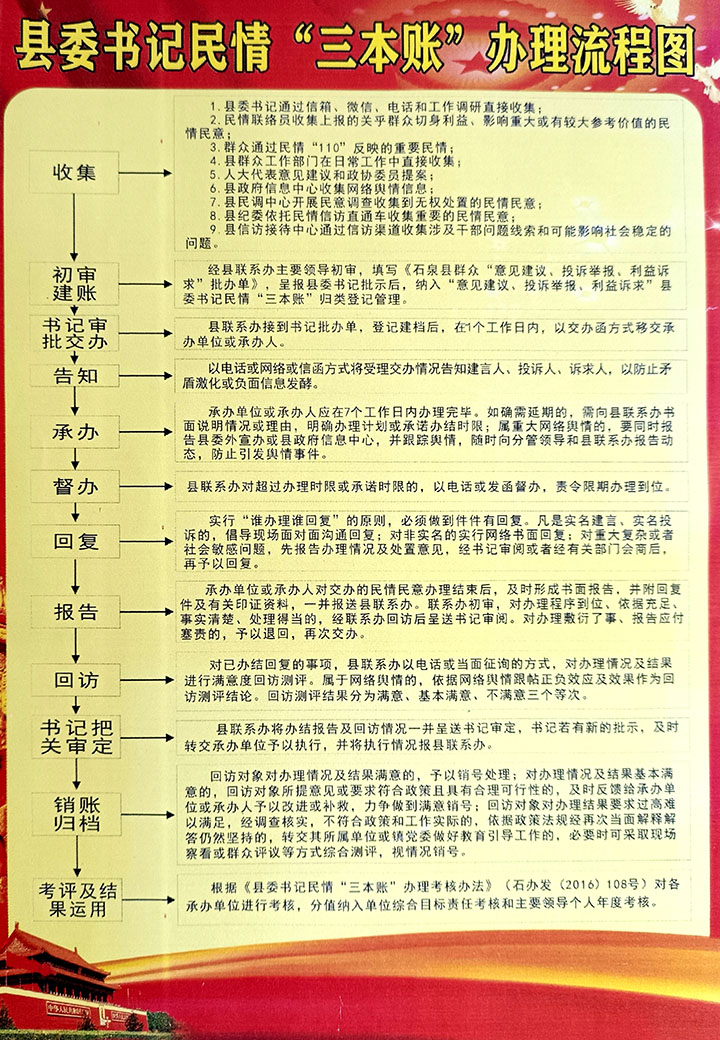 县委书记民情“三本账”办理流程图
收集
1.县委书记通过信箱、微信、电话和工作调研直接收集；
2.民情联络员收集上报的关乎群众切身利益、影响重大或有较大参考价值的民
情民意；
3.群众通过民情“110”反映的重要民情；
4.县群众工作部门在日常工作中直接收集；
5.人大代表意见建议和政协委员提案；
6.县政府信息中心收集网络舆情信息；
7.县民调中心开展民意调查收集到无权处置的民情民意；
8.县纪委依托民情信访直通车收集重要的民情民意；
9.县信访接待中心通过信访渠道收集涉及干部问题线索和可能影响社会稳定的
问题。
初审
建账
经县联系办主要领导初审，填写《石泉县群众“意见建议、投诉举报、利益诉
求”批办单》，呈报县委书记批示后，纳入“意见建议、投诉举报、利益诉求”县
委书记民情“三本账”归类登记管理。
书记审
批交办
县联系办接到书记批办单，登记建档后，在1个工作日内，以交办函方式移交承
办单位或承办人。
告知
以电话或网络或信函方式将受理交办情况告知建言人、投诉人、诉求人，以防止矛
盾激化或负面信息发酵。
承办
承办单位或承办人应在7个工作日内办理完毕。如确需延期的，需向县联系办书
面说明情况或理由，明确办理计划或承诺办结时限；属重大网络舆情的，要同时报
告县委外宣办或县政府信息中心，并跟踪舆情，随时向分管领导和县联系办报告动
态，防止引发舆情事件。
督办
县联系办对超过办理时限或承诺时限的，以电话或发函督办，责令限期办理到位。
回复
实行“谁办理谁回复”的原则，必须做到件件有回复。凡是实名建言、实名投
诉的，倡导现场面对面沟通回复；对非实名的实行网络书面回复；对重大复杂或者
社会敏感问题，先报告办理情况及处置意见，经书记审阅或者经有关部门会商后，
再予以回复。
报告
承办单位或承办人对交办的民情民意办理结束后，及时形成书面报告，并附回复
件及有关印证资料，一并报送县联系办。联系办初审，对办理程序到位、依据充足、
事实清楚、处理得当的，经联系办回访后呈送书记审阅。对办理敷衍了事、报告应付
塞责的，予以退回，再次交办。
回访
对已办结回复的事项，县联系办以电话或当面征询的方式，对办理情况及结果
进行满意度回访测评。属于网络舆情的，依据网络舆情跟帖正负效应及效果作为回
访测评结论。回访测评结果分为满意、基本满意、不满意三个等次。
书记把
关审定
县联系办将办结报告及回访情况一并呈送书记审定，书记若有新的批示，及时
转交承办单位予以执行，并将执行情况报县联系办。
销账
归档
回访对象对办理情况及结果满意的，予以销号处理；对办理情况及结果基本满
意的，回访对象所提意见或要求符合政策且具有合理可行性的，及时反馈给承办单
位或承办人予以改进或补救，力争做到满意销号；回访对象对办理结果要求过高难
以满足，经调查核实，不符合政策和工作实际的，依据政策法规经再次当面解释解
答仍然坚持的，转交其所属单位或镇党委做好教育引导工作的，必要时可采取现场
察看或群众评议等方式综合测评，视情况销号。
考评及结
果运用
根据《县委书记民情“三本账”办理考核办法》（石办发〔2016〕108号）对各
承办单位进行考核，分值纳入单位综合目标责任考核和主要领导个人年度考核。